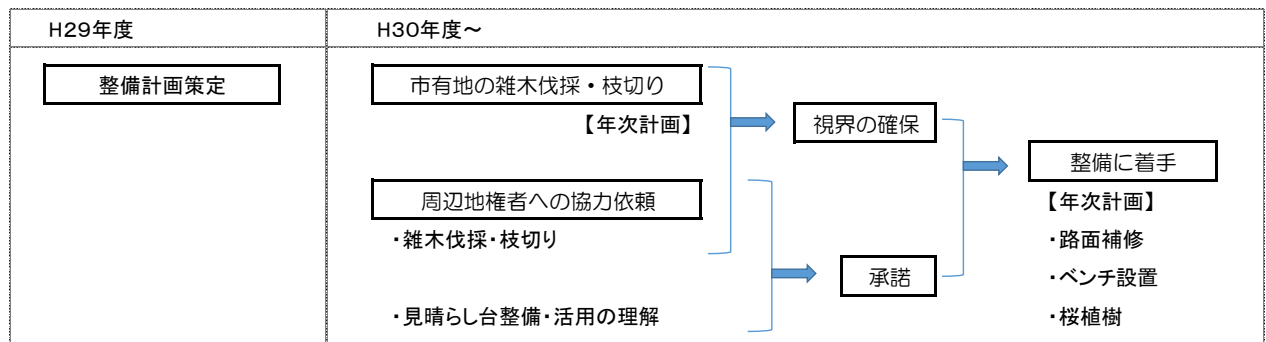 H29年度
H30年度～
整備計画策定
市有地の雑木伐採・枝切り
【年次計画】
視界の確保
整備に着手
周辺地権者への協力依頼
【年次計画】
・雑木伐採・枝切り
・路面補修
承諾
・ベンチ設置
・見晴らし台整備・活用の理解
・桜植樹